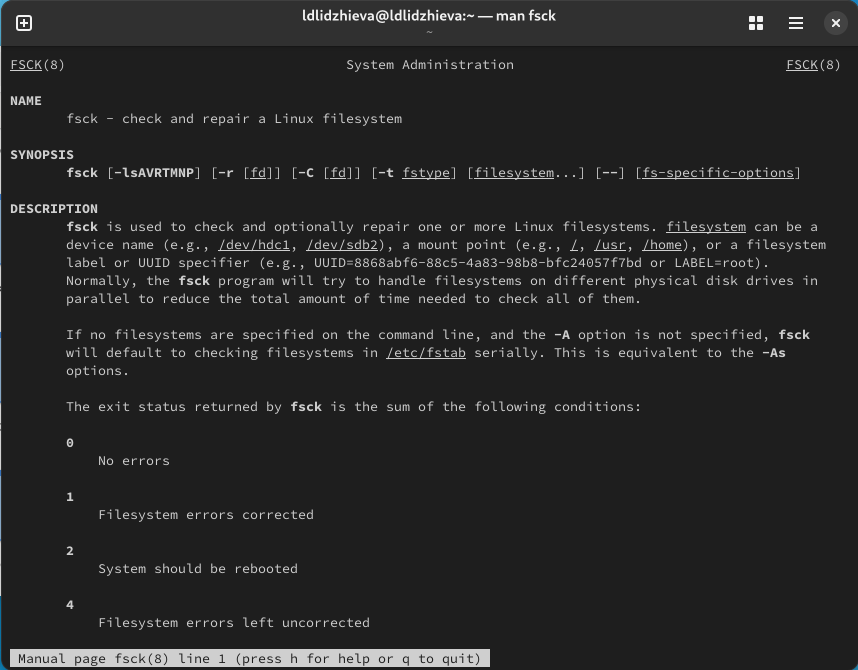 ldlidzhieva@ldlidzhieva:~ — man fsck
~
FSCK(8) System Administration FSCK(8)
NAME
fsck - check and repair a Linux filesystem
SYNOPSIS
fsck [-lsAVRTMNP] [-r [fd]] [-C [fd]] [-t fstype] [filesystem...] [--] [fs-specific-options]
DESCRIPTION
fsck is used to check and optionally repair one or more Linux filesystems. filesystem can be a
device name (e.g., /dev/hdc1, /dev/sdb2), a mount point (e.g., /, /usr, /home), or a filesystem
label or UUID specifier (e.g., UUID=8868abf6-88c5-4a83-98b8-bfc24057f7bd or LABEL=root).
Normally, the fsck program will try to handle filesystems on different physical disk drives in
parallel to reduce the total amount of time needed to check all of them.
If no filesystems are specified on the command line, and the -A option is not specified, fsck
will default to checking filesystems in /etc/fstab serially. This is equivalent to the -As
options.
The exit status returned by fsck is the sum of the following conditions:
0
No errors
1
Filesystem errors corrected
2
System should be rebooted
4
Filesystem errors left uncorrected
Manual page fsck(8) line 1 (press h for help or q to quit)